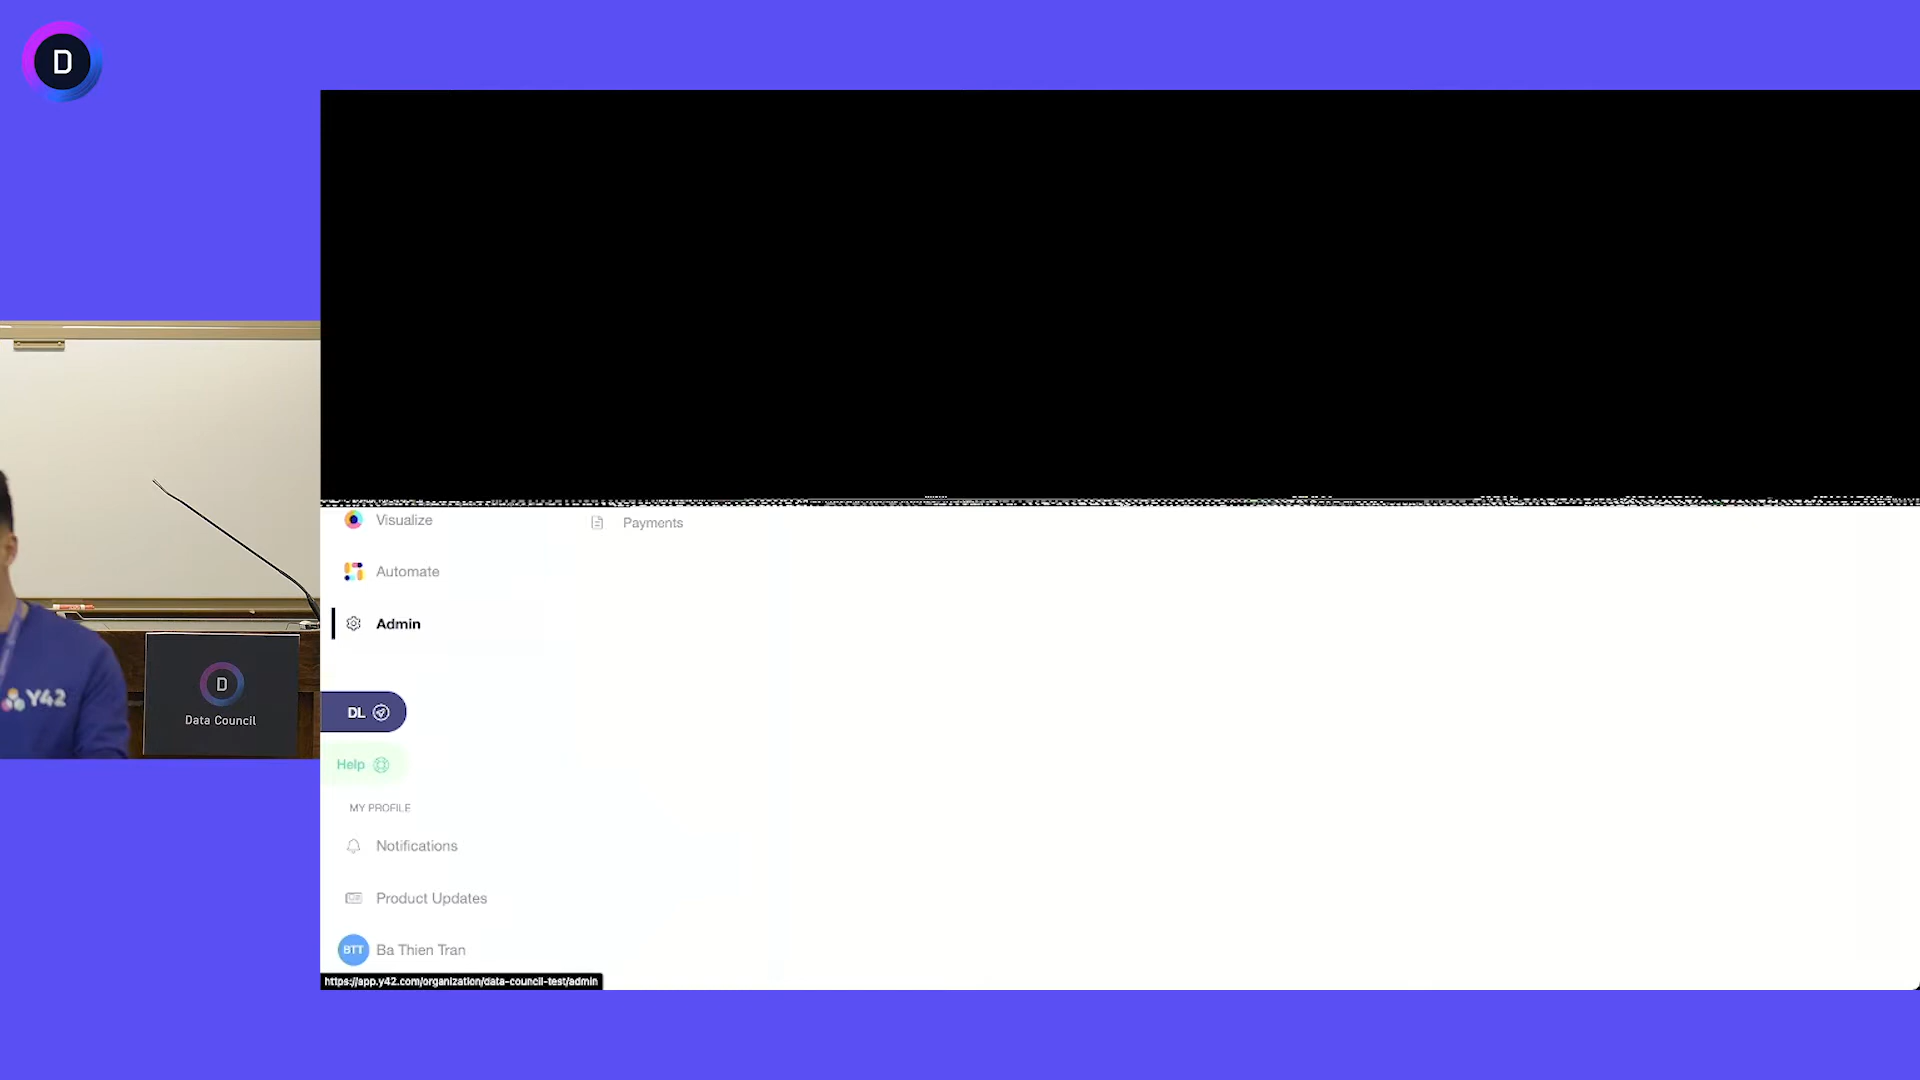 D
Visualize
Payments
Automate
Admin
DL
Help
MY PROFILE
Notifications
Product Updates
BTT Ba Thien Tran
https://app.y42.com/organization/data-council-test/admin
Y42
D
Data Council